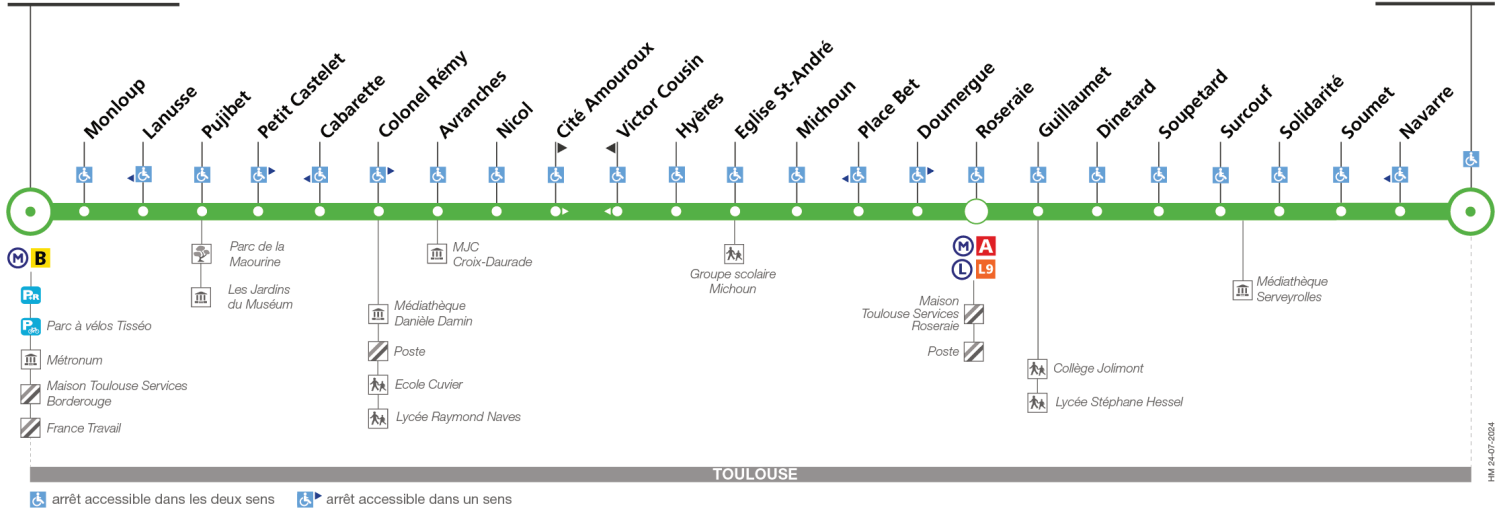 Monloup
Lanusse
Pujibet
Petit Castelet
Cabarette
Colonel Rémy
Avranches
Nicol
Cité Amouroux
Victor Cousin
Hyères
Eglise St-André
Michoun
Place Bet
Doumergue
Roseraie
Guillaumet
Dinetard
Soupetard
Surcouf
Solidarité
Soumet
Navarre
M B
P+R
P
Parc à vélos Tisséo
Métronum
Maison Toulouse Services
Borderouge
France Travail
Parc de la
Maourine
Les Jardins
du Muséum
Médiathèque
Danièle Damin
Poste
Ecole Cuvier
Lycée Raymond Naves
MJC
Croix-Daurade
Groupe scolaire
Michoun
M A
L L9
Maison
Toulouse Services
Roseraie
Poste
Collège Jolimont
Lycée Stéphane Hessel
Médiathèque
Serveyrolles
HM 24-07-2024
TOULOUSE
arrêt accessible dans les deux sens
arrêt accessible dans un sens